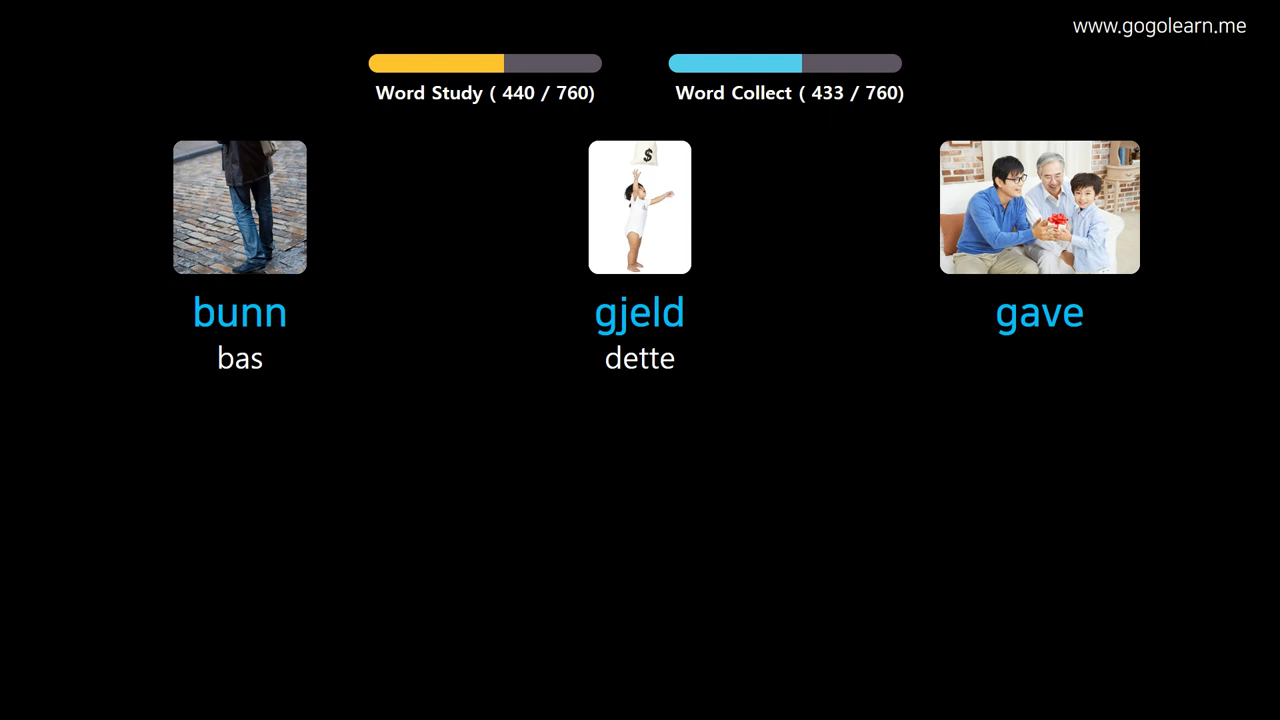 www.gogolearn.me
Word Study ( 440 / 760)
Word Collect ( 433 / 760)
$
bunn
gjeld
gave
bas
dette